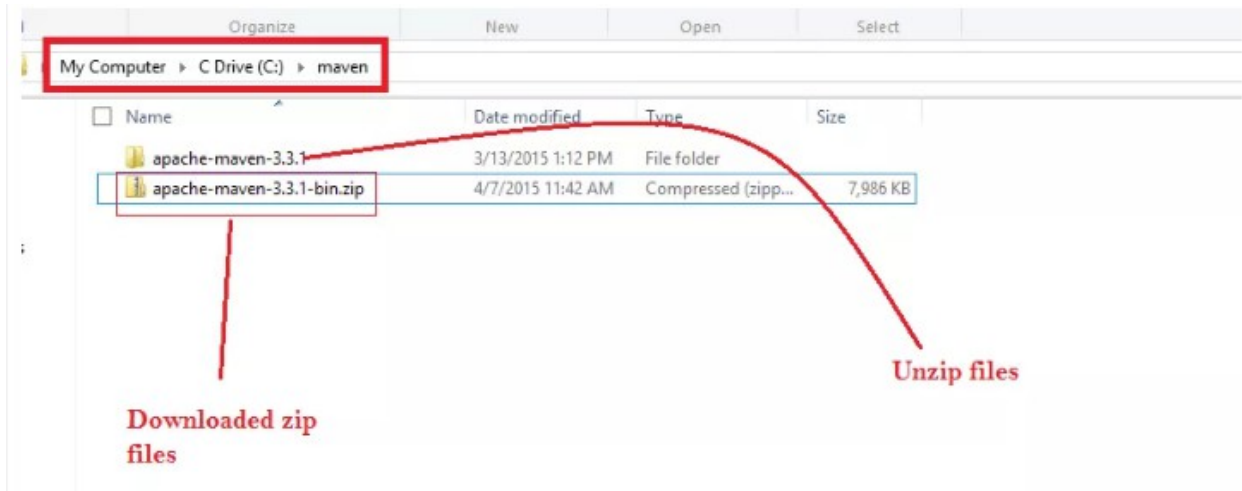 Organize New Open Select
My Computer ▸ C Drive (C:) ▸ maven
Name Date modified Type Size
apache-maven-3.3.1 3/13/2015 1:12 PM File folder
apache-maven-3.3.1-bin.zip 4/7/2015 11:42 AM Compressed (zipp... 7,986 KB
Unzip files
Downloaded zip
files